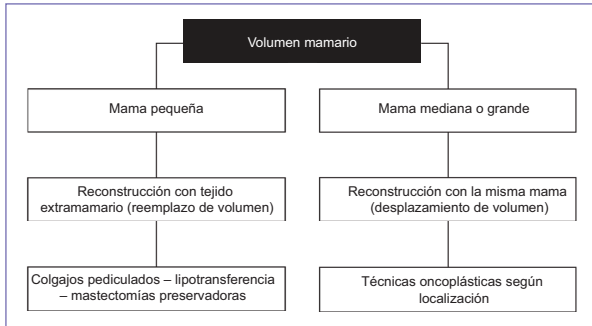 Volumen mamario
Mama pequeña
Mama mediana o grande
Reconstrucción con tejido
extramamario (reemplazo de volumen)
Reconstrucción con la misma mama
(desplazamiento de volumen)
Colgajos pediculados – lipotransferencia
– mastectomías preservadoras
Técnicas oncoplásticas según
localización